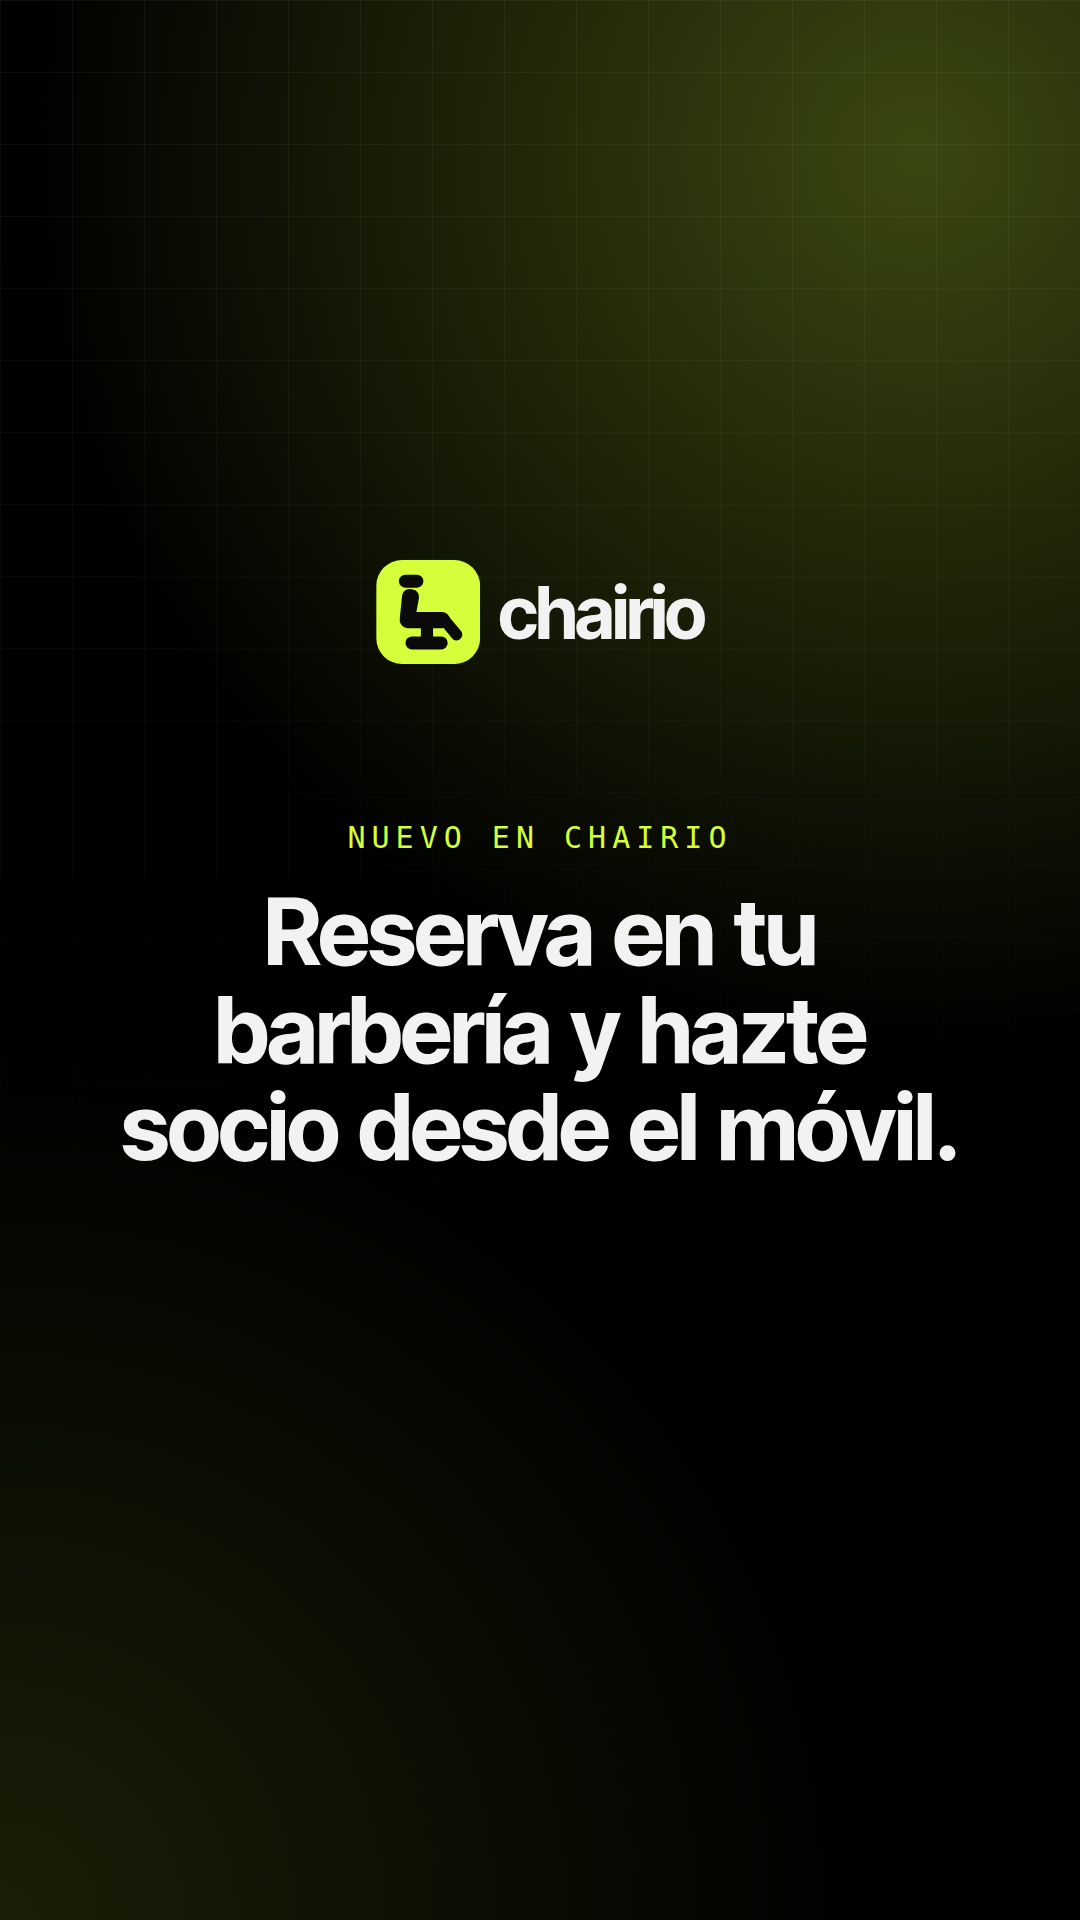 chairio
NUEVO EN CHAIRIO
Reserva en tu
barbería y hazte
socio desde el móvil.